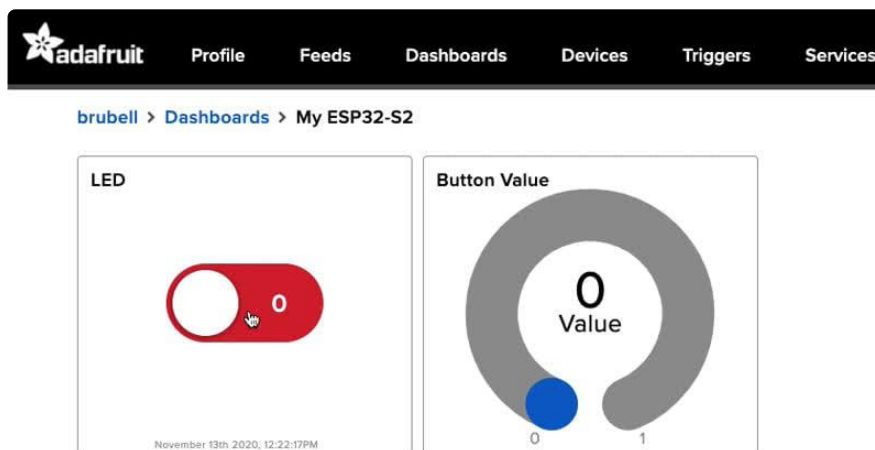 adafruit Profile Feeds Dashboards Devices Triggers Services
brubell > Dashboards > My ESP32-S2
LED
0
November 13th 2020, 12:22:17PM
Button Value
0
Value
0 1